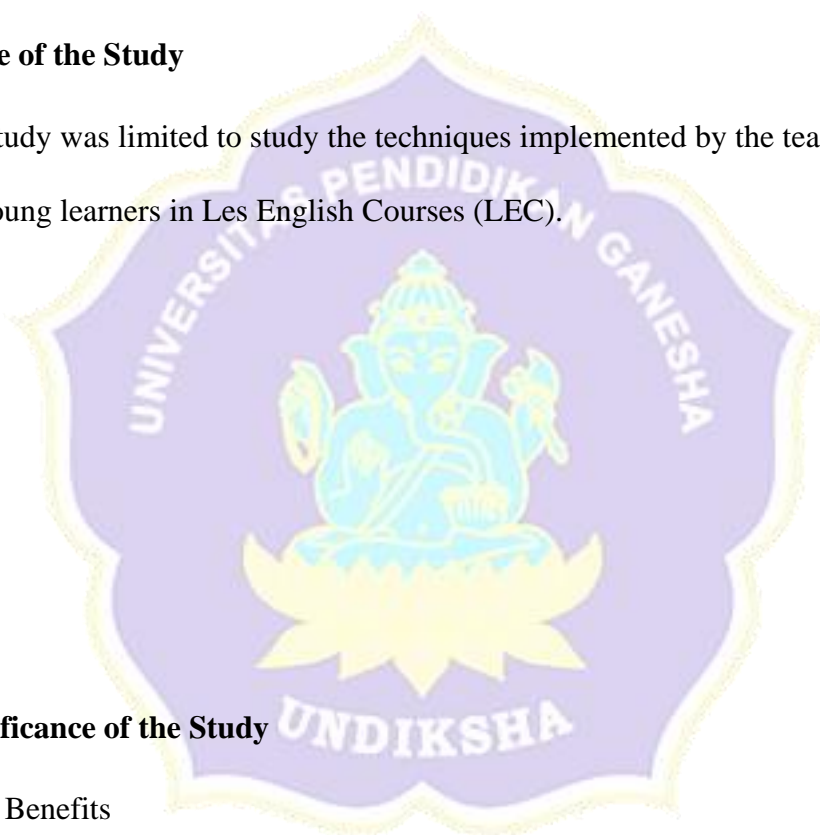 e of the Study
tudy was limited to study the techniques implemented by the tea
oung learners in Les English Courses (LEC).
UNIVERSITAS PENDIDIKAN GANESHA
UNDIKSHA
ficance of the Study
Benefits